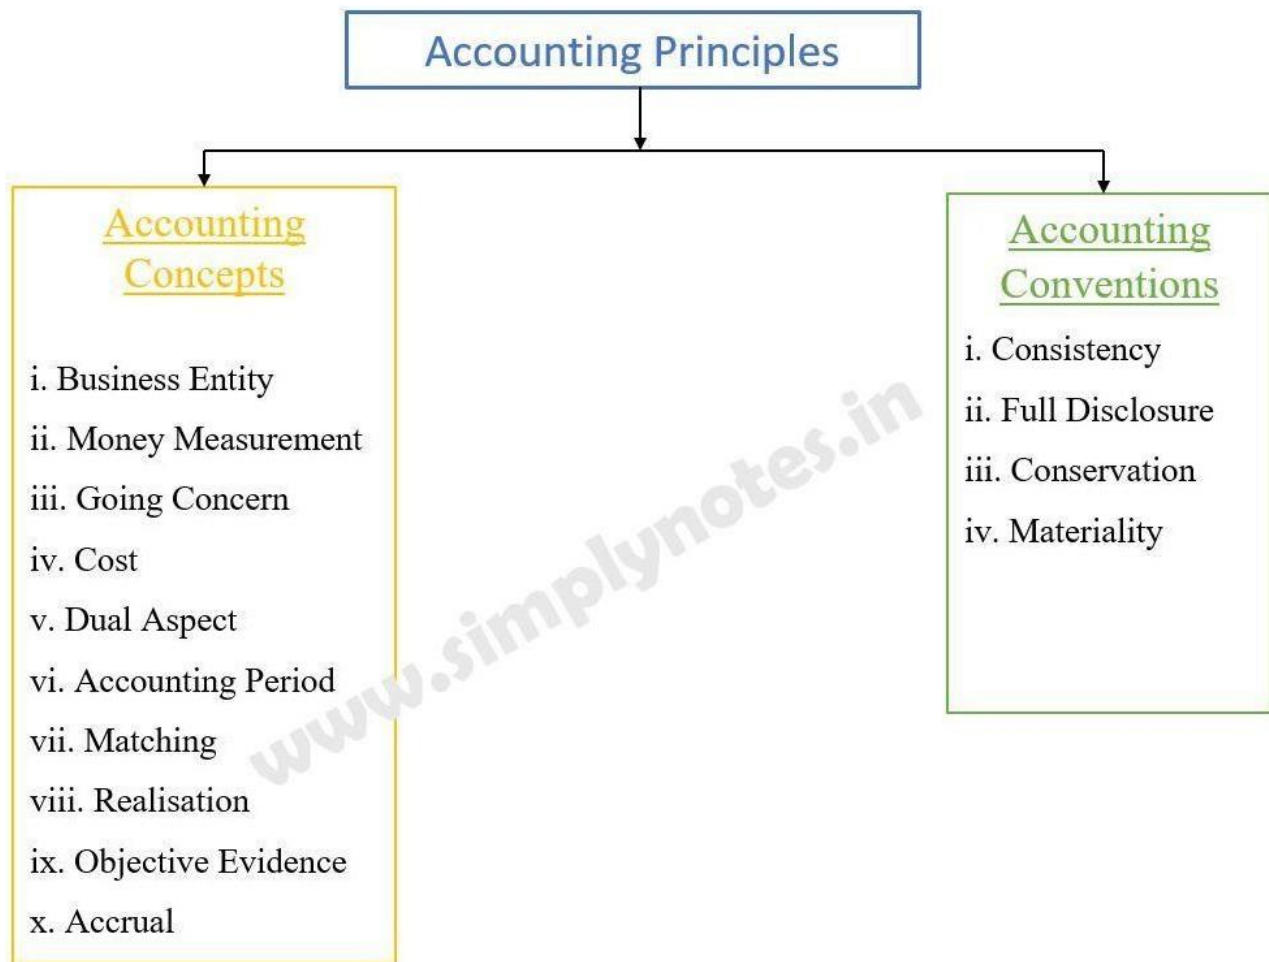 Accounting Principles
Accounting
Concepts
i. Business Entity
ii. Money Measurement
iii. Going Concern
iv. Cost
v. Dual Aspect
vi. Accounting Period
vii. Matching
viii. Realisation
ix. Objective Evidence
x. Accrual
Accounting
Conventions
i. Consistency
ii. Full Disclosure
iii. Conservation
iv. Materiality
www.simplynotes.in